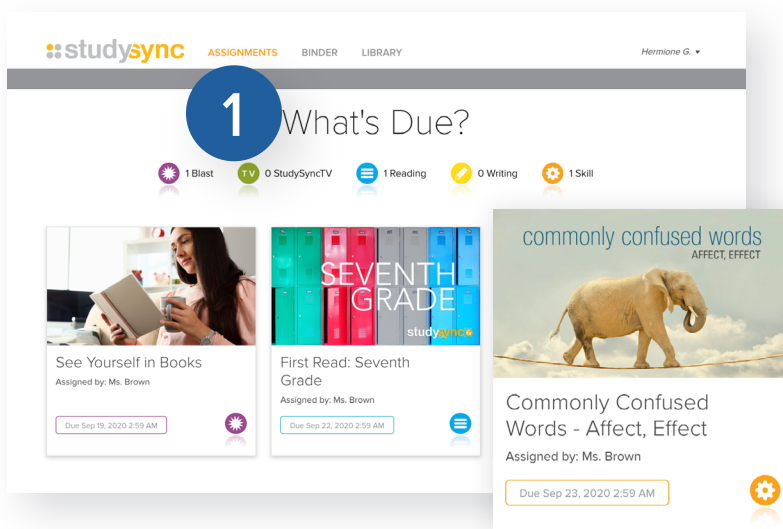 studysync
ASSIGNMENTS BINDER LIBRARY
Hermione G.
1
What's Due?
1 Blast
TV 0 StudySyncTV
1 Reading
0 Writing
1 Skill
See Yourself in Books
Assigned by: Ms. Brown
Due Sep 19, 2020 2:59 AM
SEVENTH
GRADE
studysync
First Read: Seventh
Grade
Assigned by: Ms. Brown
Due Sep 22, 2020 2:59 AM
commonly confused words
AFFECT, EFFECT
Commonly Confused
Words - Affect, Effect
Assigned by: Ms. Brown
Due Sep 23, 2020 2:59 AM